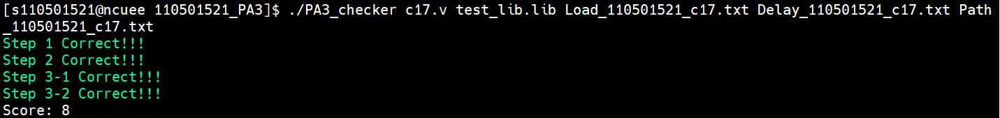 [s110501521@ncuee 110501521_PA3]$ ./PA3_checker c17.v test_lib.lib Load_110501521_c17.txt Delay_110501521_c17.txt Path
_110501521_c17.txt
Step 1 Correct!!!
Step 2 Correct!!!
Step 3-1 Correct!!!
Step 3-2 Correct!!!
Score: 8